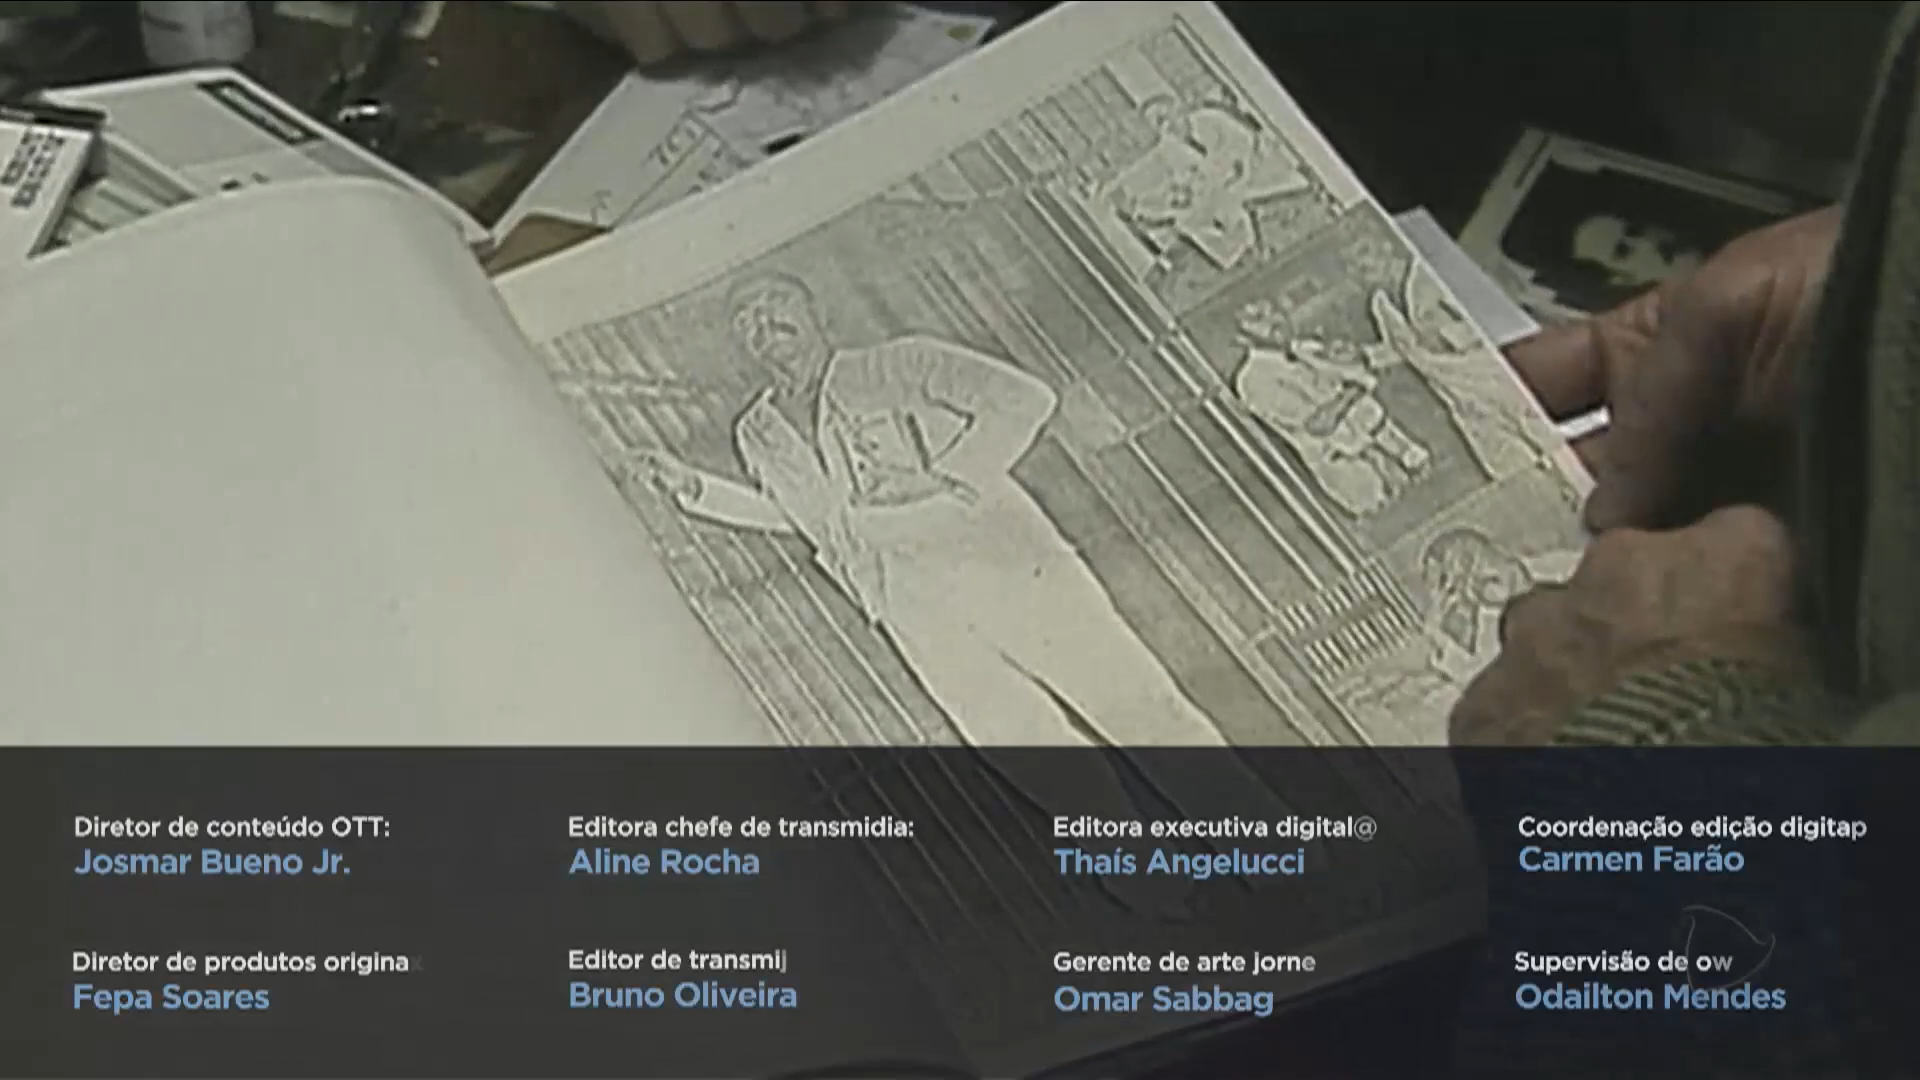 Diretor de conteúdo OTT:
Josmar Bueno Jr.
Editora chefe de transmidia:
Aline Rocha
Editora executiva digital@
Thaís Angelucci
Coordenação edição digitap
Carmen Farão
Diretor de produtos origina
Fepa Soares
Editor de transmij
Bruno Oliveira
Gerente de arte jorne
Omar Sabbag
Supervisão de ow
Odailton Mendes